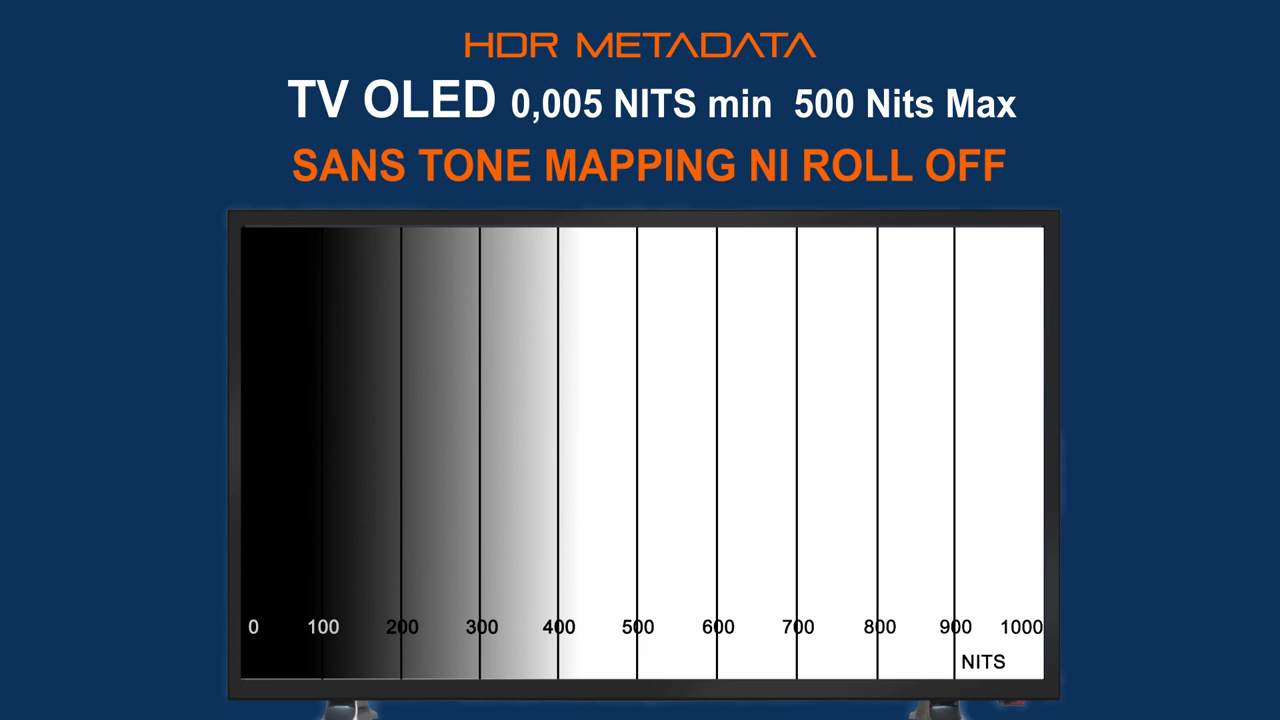 HDR METADATA
TV OLED 0,005 NITS min 500 Nits Max
SANS TONE MAPPING NI ROLL OFF
0 100 200 300 400 500 600 700 800 900 1000
NITS